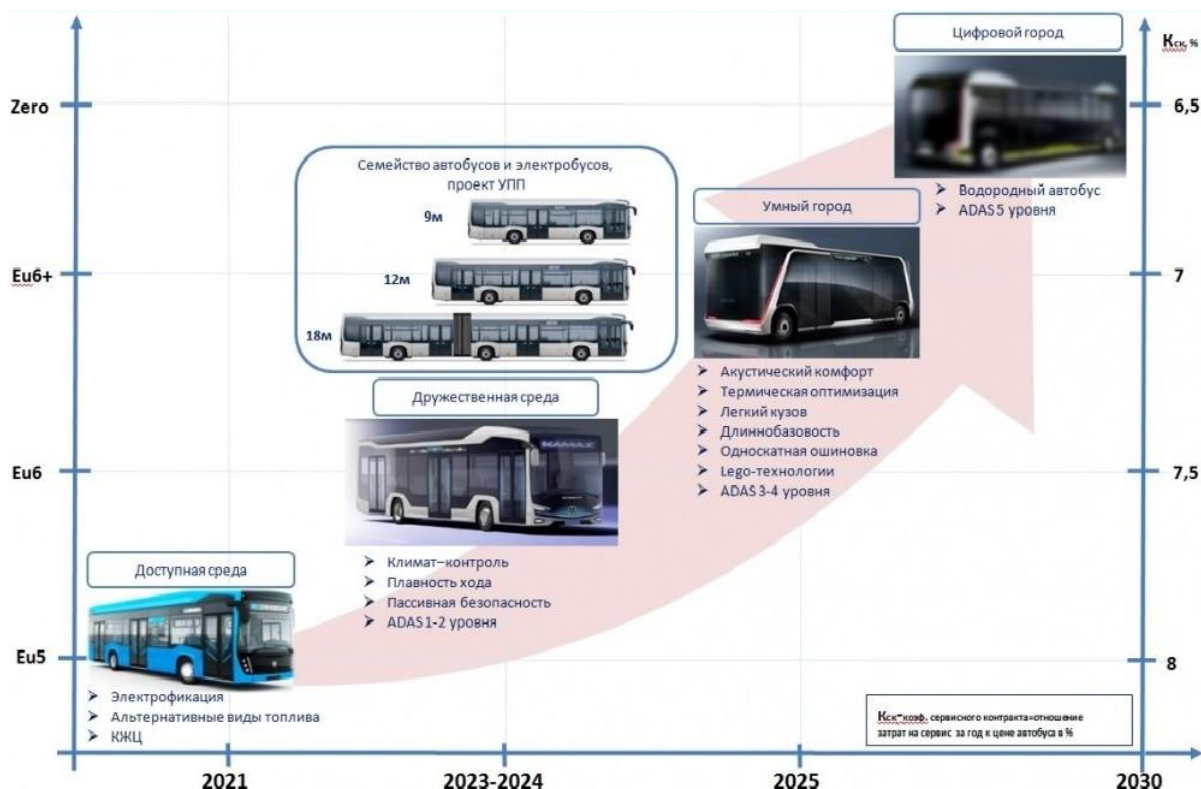 Цифровой город
Kск, %
Zero
6,5
Водородный автобус
ADAS 5 уровня
Семейство автобусов и электробусов,
проект УПП
9м
12м
18м
Умный город
Eu6+
7
Акустический комфорт
Термическая оптимизация
Легкий кузов
Длиннобазовость
Односкатная ошиновка
Lego-технологии
ADAS 3-4 уровня
Дружественная среда
KAMAZ
Eu6
7,5
Климат–контроль
Плавность хода
Пассивная безопасность
ADAS 1-2 уровня
Доступная среда
Eu5
8
Электрофикация
Альтернативные виды топлива
КЖЦ
Kск-коэф. сервисного контракта=отношение
затрат на сервис за год к цене автобуса в %
2021
2023-2024
2025
2030